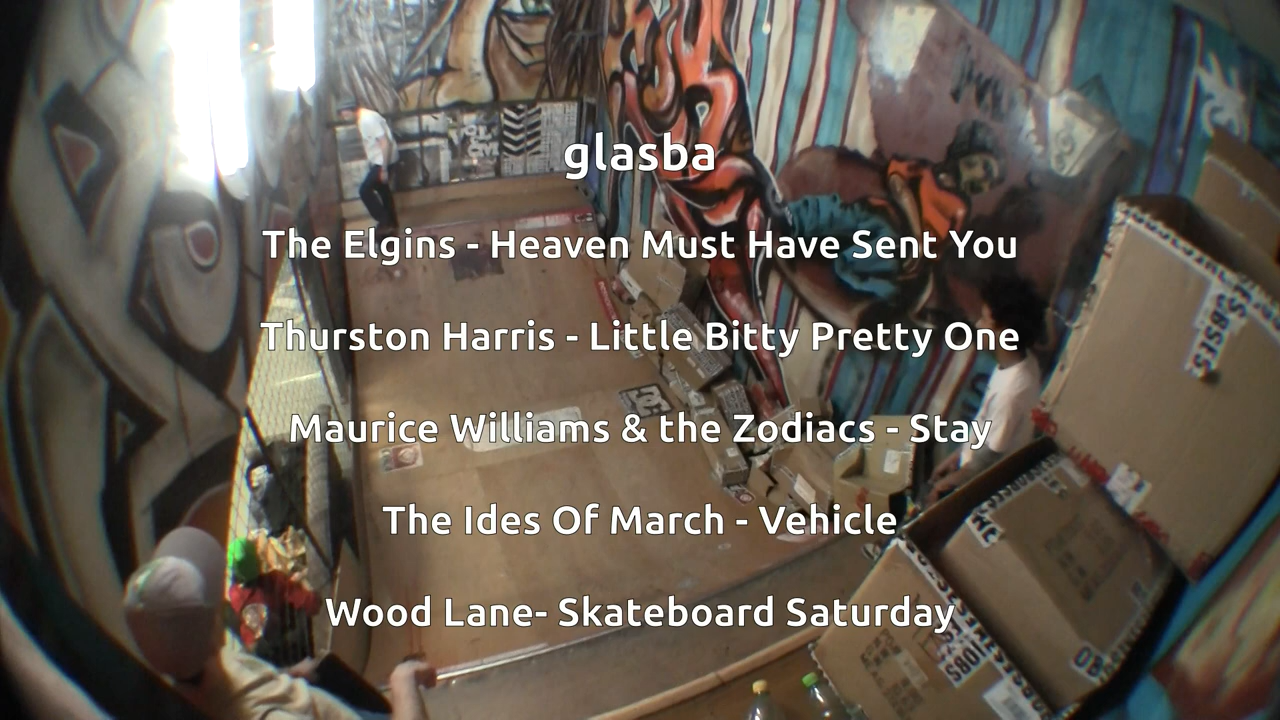 glasba
The Elgins - Heaven Must Have Sent You
Thurston Harris - Little Bitty Pretty One
Maurice Williams & the Zodiacs - Stay
The Ides Of March - Vehicle
Wood Lane- Skateboard Saturday